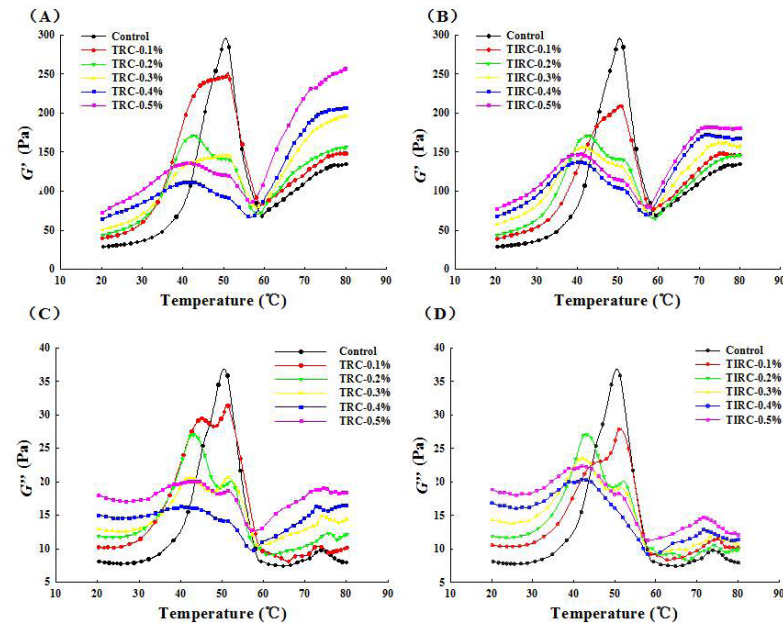 (A)
Control
TRC-0.1%
TRC-0.2%
TRC-0.3%
TRC-0.4%
TRC-0.5%
G’ (Pa)
300
250
200
150
100
50
0
10 20 30 40 50 60 70 80 90
Temperature (℃)
(B)
Control
TIRC-0.1%
TIRC-0.2%
TIRC-0.3%
TIRC-0.4%
TIRC-0.5%
G’ (Pa)
300
250
200
150
100
50
0
10 20 30 40 50 60 70 80 90
Temperature (℃)
(C)
Control
TRC-0.1%
TRC-0.2%
TRC-0.3%
TRC-0.4%
TRC-0.5%
G’’ (Pa)
40
35
30
25
20
15
10
5
10 20 30 40 50 60 70 80 90
Temperature (℃)
(D)
Control
TIRC-0.1%
TIRC-0.2%
TIRC-0.3%
TIRC-0.4%
TIRC-0.5%
G’’ (Pa)
40
35
30
25
20
15
10
5
10 20 30 40 50 60 70 80 90
Temperature (℃)